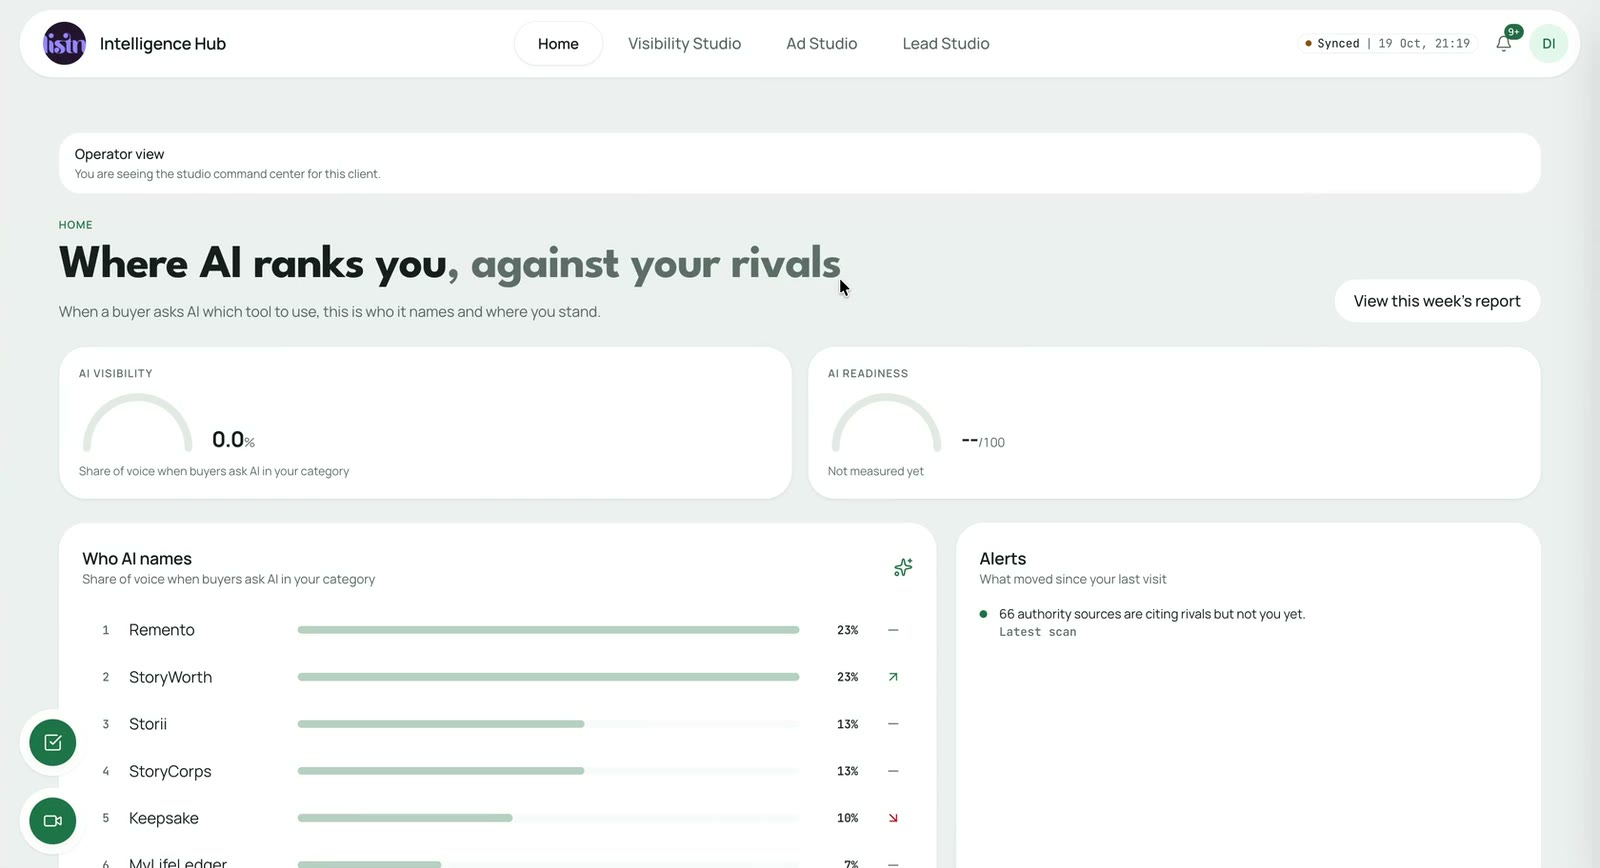 listn
Intelligence Hub
Home
Visibility Studio
Ad Studio
Lead Studio
Synced | 19 Oct, 21:19
9+
DI
Operator view
You are seeing the studio command center for this client.
HOME
Where AI ranks you, against your rivals
When a buyer asks AI which tool to use, this is who it names and where you stand.
View this week's report
AI VISIBILITY
0.0%
Share of voice when buyers ask AI in your category
AI READINESS
--/100
Not measured yet
Who AI names
Share of voice when buyers ask AI in your category
1 Remento 23% —
2 StoryWorth 23%
3 Storii 13% —
4 StoryCorps 13% —
5 Keepsake 10%
6 MyLifeLedger 7% —
Alerts
What moved since your last visit
66 authority sources are citing rivals but not you yet.
Latest scan